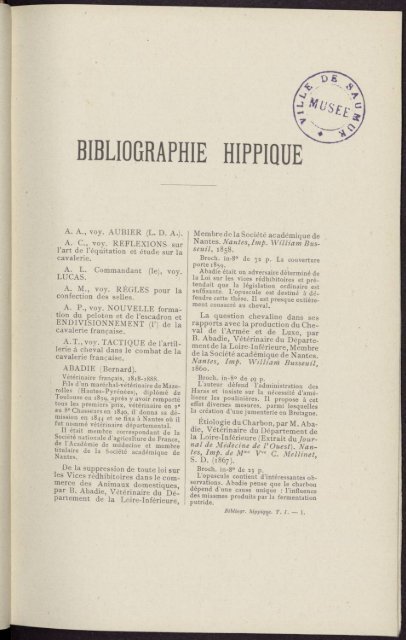 VILLE DE SAUMUR
MUSEE
BIBLIOGRAPHIE HIPPIQUE
A. A., voy. AUBIER (L. D. A.).
A. C., voy. REFLEXIONS sur
l'art de l'équitation et étude sur la
cavalerie.
A. L. Commandant (le), voy.
LUCAS.
A. M., voy. RÈGLES pour la
confection des selles.
A. P., voy. NOUVELLE forma-
tion du peloton et de l'escadron et
ENDIVISIONNEMENT (l') de la
cavalerie française.
A. T., voy. TACTIQUE de l'artil-
lerie à cheval dans le combat de la
cavalerie française.
ABADIE (Bernard).
Vétérinaire français, 1818-1888.
Fils d'un maréchal-vétérinaire de Maze-
rolles (Hautes-Pyrénées), diplômé de
Toulouse en 1839, après y avoir remporté
tous les premiers prix, vétérinaire en 2e
au 8e Chasseurs en 1840, il donna sa dé-
mission en 1844 et se fixa à Nantes où il
fut nommé vétérinaire départemental.
Il était membre correspondant de la
Société nationale d'agriculture de France,
de l'Académie de médecine et membre
titulaire de la Société académique de
Nantes.
De la suppression de toute loi sur
les Vices rédhibitoires dans le com-
merce des Animaux domestiques,
par B. Abadie, Vétérinaire du Dé-
partement de la Loire-Inférieure,
Membre de la Société académique de
Nantes. Nantes, Imp. William Bus-
seuil, 1858.
Broch. in-8° de 32 p. La couverture
porte 1859.
Abadie était un adversaire déterminé de
la Loi sur les vices rédhibitoires et pré-
tendait que la législation ordinaire est
suffisante. L'opuscule est destiné à dé-
fendre cette thèse. Il est presque entière-
ment consacré au cheval.
La question chevaline dans ses
rapports avec la production du Che-
val de l'Armée et de Luxe, par
B. Abadie, Vétérinaire du Départe-
ment de la Loire-Inférieure, Membre
de la Société académique de Nantes.
Nantes, Imp. William Busseuil,
1860.
Broch. in-8° de 49 p.
L'auteur défend l'administration des
Haras et insiste sur la nécessité d'amé-
liorer les poulinières. Il propose à cet
effet diverses mesures, parmi lesquelles
la création d'une jumenterie en Bretagne.
Étiologie du Charbon, par M. Aba-
die, Vétérinaire du Département de
la Loire-Inférieure (Extrait du Jour-
nal de Médecine de l'Ouest). Nan-
tes, Imp. de Mme Vve C. Mellinet,
S. D. (1867).
Broch. in-8° de 23 p.
L'opuscule contient d'intéressantes ob-
servations. Abadie pense que le charbon
dépend d'une cause unique : l'influence
des miasmes produits par la fermentation
putride.
Bibliogr. hippique. T. I. — 1.